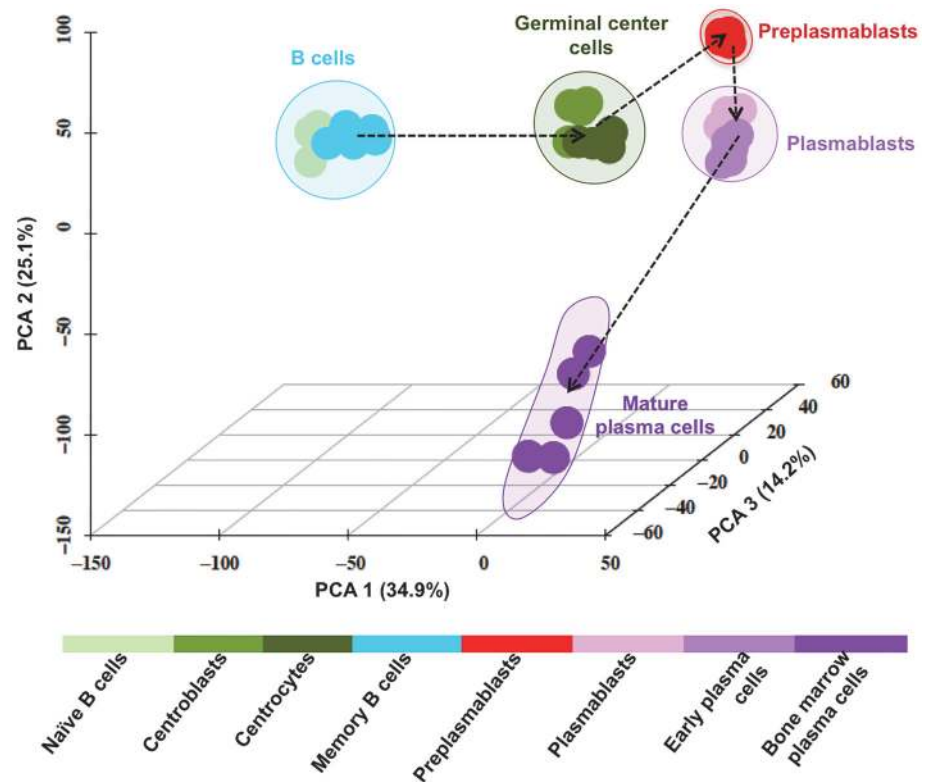 Germinal center
cells
B cells
Preplasmablasts
Plasmablasts
Mature
plasma cells
PCA 2 (25.1%)
100
50
0
−50
−100
−150
−150
−100
−50
0
50
PCA 1 (34.9%)
60
40
20
0
−20
−40
−60
PCA 3 (14.2%)
Naïve B cells
Centroblasts
Centrocytes
Memory B cells
Preplasmablasts
Plasmablasts
Early plasma
cells
Bone marrow
plasma cells